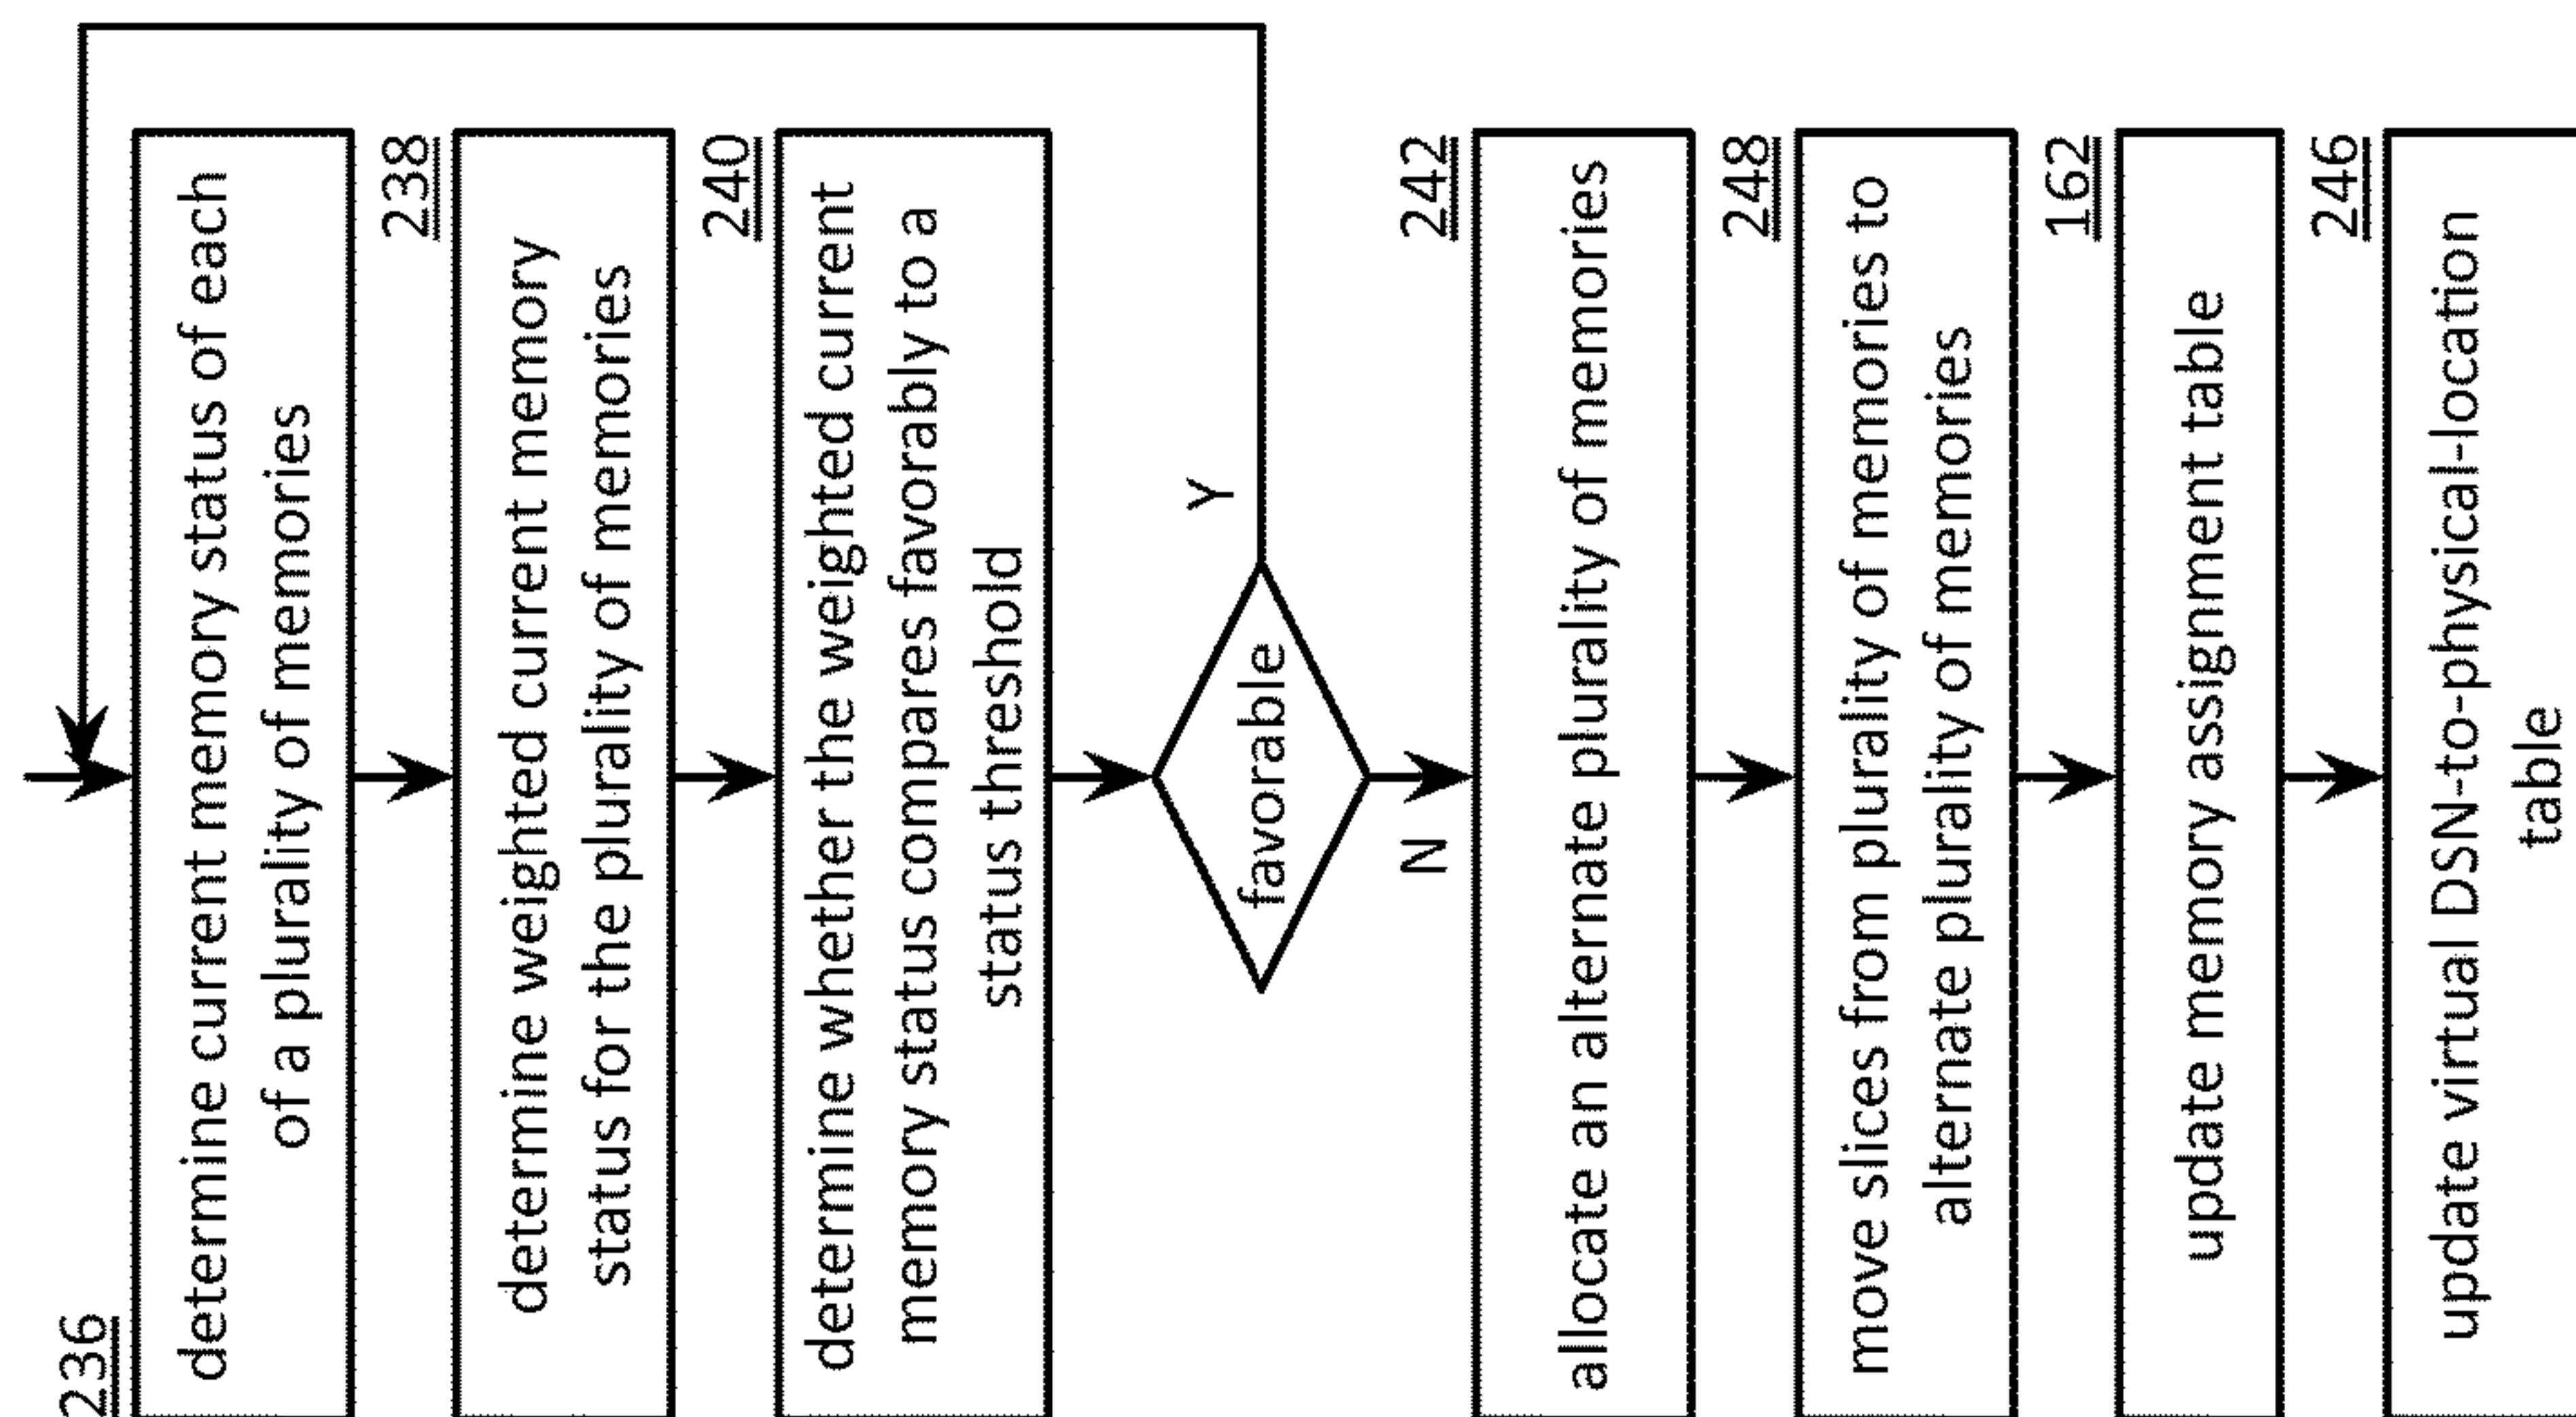 236
determine current memory status of each
of a plurality of memories
238
determine weighted current memory
status for the plurality of memories
240
determine whether the weighted current
memory status compares favorably to a
status threshold
favorable
Y
N
242
allocate an alternate plurality of memories
248
move slices from plurality of memories to
alternate plurality of memories
162
update memory assignment table
246
update virtual DSN-to-physical-location
table